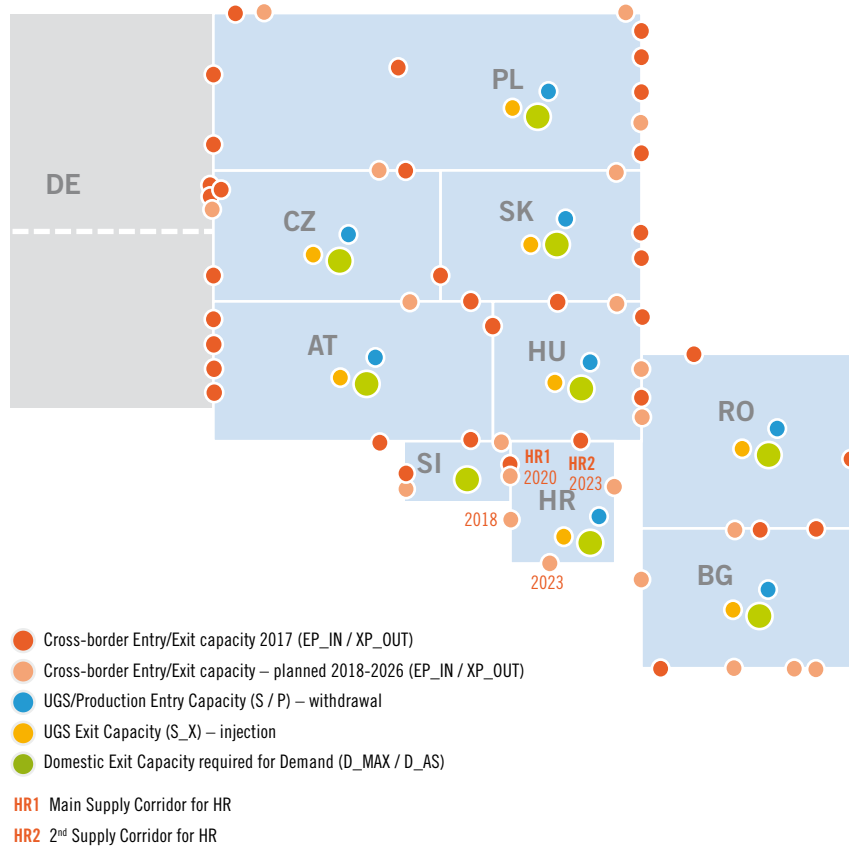 PL
DE
SK
CZ
AT
HU
RO
SI
HR1
HR2
2020
2023
HR
2018
2023
BG
Cross-border Entry/Exit capacity 2017 (EP_IN / XP_OUT)
Cross-border Entry/Exit capacity – planned 2018-2026 (EP_IN / XP_OUT)
UGS/Production Entry Capacity (S / P) – withdrawal
UGS Exit Capacity (S_X) – injection
Domestic Exit Capacity required for Demand (D_MAX / D_AS)
HR1 Main Supply Corridor for HR
HR2 2nd Supply Corridor for HR